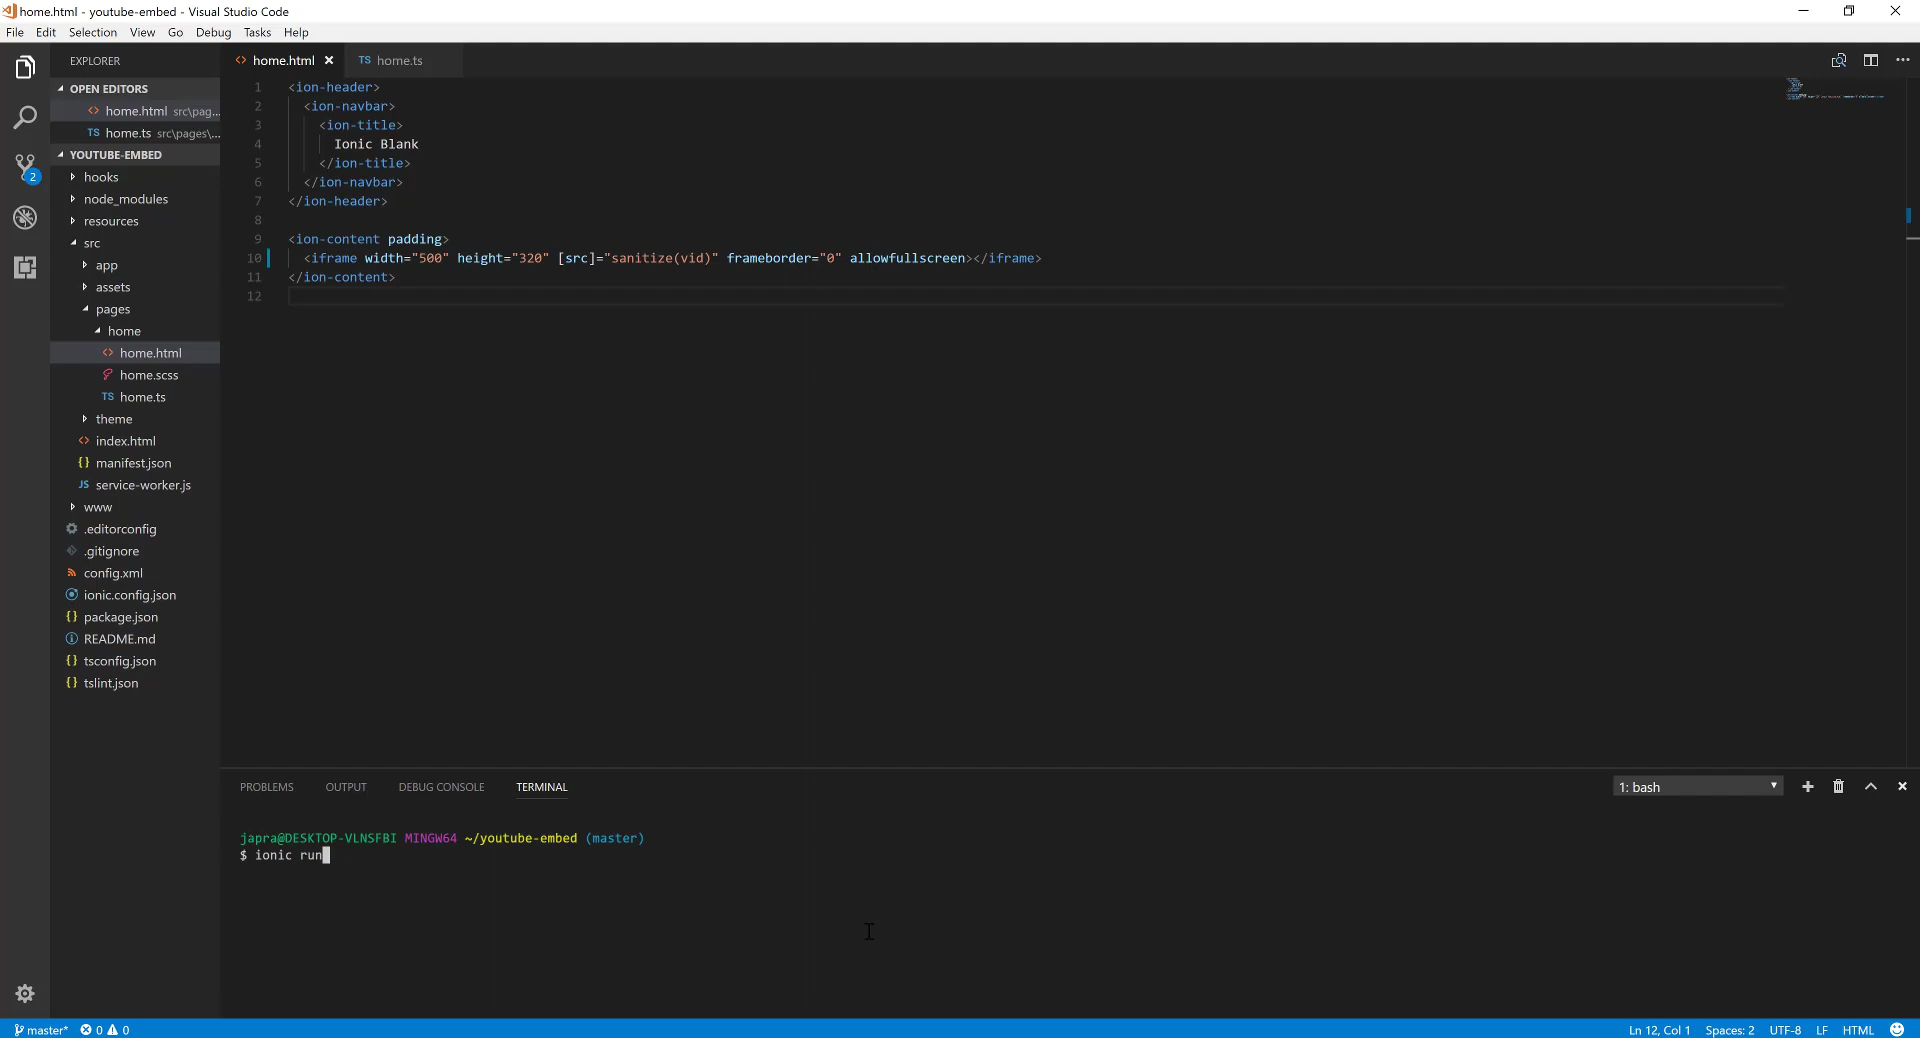 home.html - youtube-embed - Visual Studio Code
File Edit Selection View Go Debug Tasks Help
EXPLORER
OPEN EDITORS
<> home.html src\pag...
TS home.ts src\pages\...
YOUTUBE-EMBED
hooks
node_modules
resources
src
app
assets
pages
home
<> home.html
home.scss
TS home.ts
theme
<> index.html
{} manifest.json
JS service-worker.js
www
.editorconfig
.gitignore
config.xml
ionic.config.json
{} package.json
README.md
{} tsconfig.json
{} tslint.json
2
<> home.html ×
TS home.ts
1 <ion-header>
2 <ion-navbar>
3 <ion-title>
4 Ionic Blank
5 </ion-title>
6 </ion-navbar>
7 </ion-header>
8
9 <ion-content padding>
10 <iframe width="500" height="320" [src]="sanitize(vid)" frameborder="0" allowfullscreen></iframe>
11 </ion-content>
12
PROBLEMS OUTPUT DEBUG CONSOLE TERMINAL
1: bash
japra@DESKTOP-VLNSFBI MINGW64 ~/youtube-embed (master)
$ ionic run
master* 0 0
Ln 12, Col 1 Spaces: 2 UTF-8 LF HTML